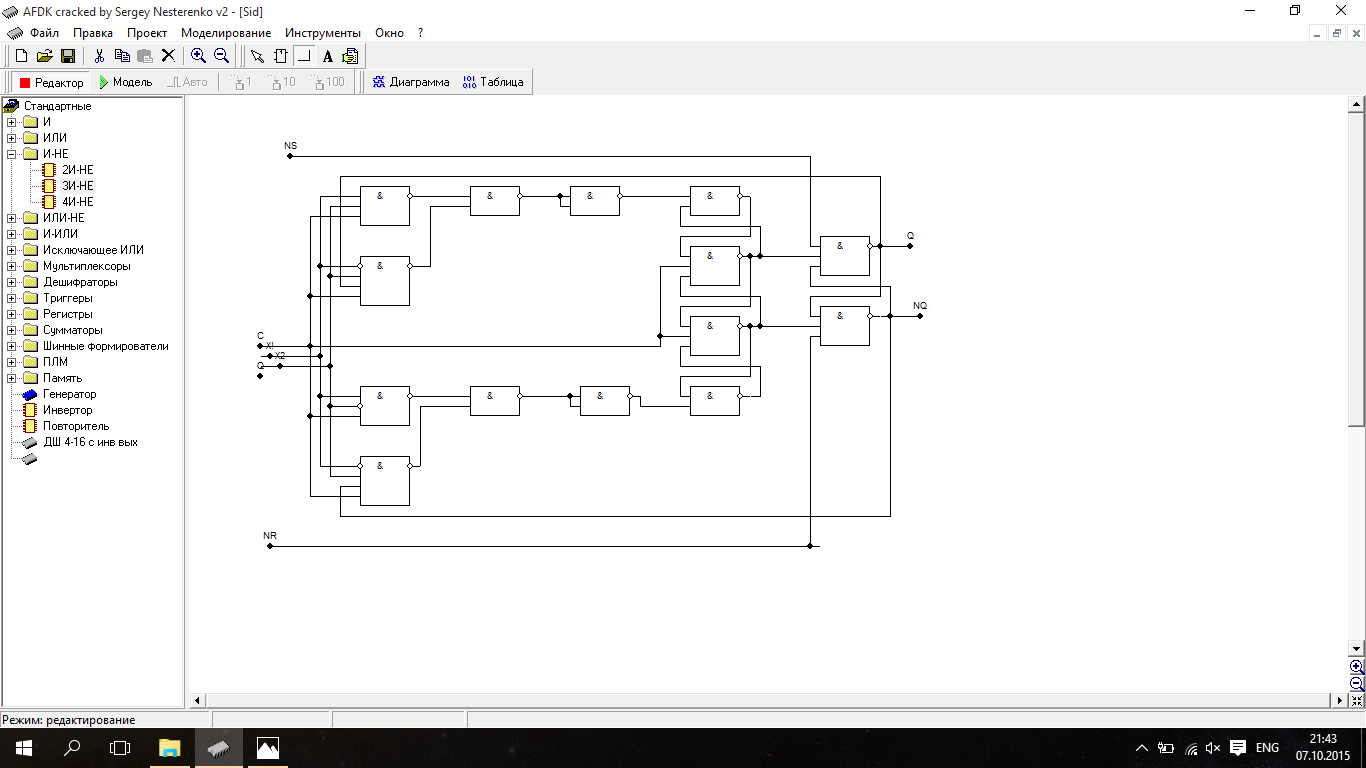 AFDK cracked by Sergey Nesterenko v2 - [Sid]
Файл Правка Проект Моделирование Инструменты Окно ?
A
Редактор Модель Авто 1 10 100 Диаграмма Таблица
Стандартные
И
ИЛИ
И-НЕ
2И-НЕ
3И-НЕ
4И-НЕ
ИЛИ-НЕ
И-ИЛИ
Исключающее ИЛИ
Мультиплексоры
Дешифраторы
Триггеры
Регистры
Сумматоры
Шинные формирователи
ПЛМ
Память
Генератор
Инвертор
Повторитель
ДШ 4-16 с инв вых
NS
& & & &
& & & Q
& & NQ
C
X2
& & & &
&
NR
Режим: редактирование
ENG
21:43
07.10.2015